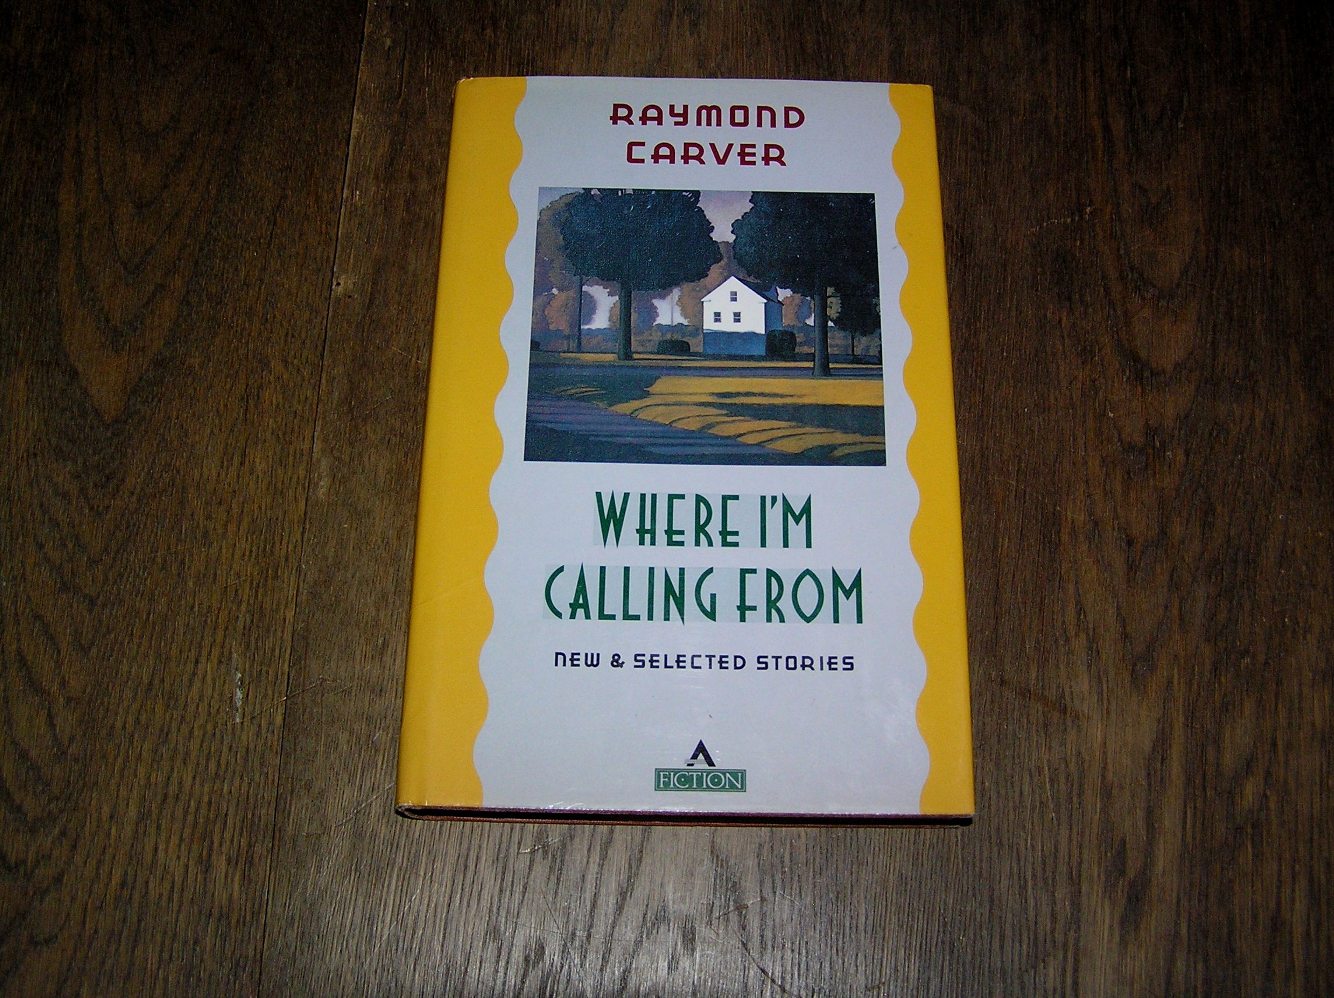 RAYMOND
CARVER
WHERE I'M
CALLING FROM
NEW & SELECTED STORIES
A
FICTION